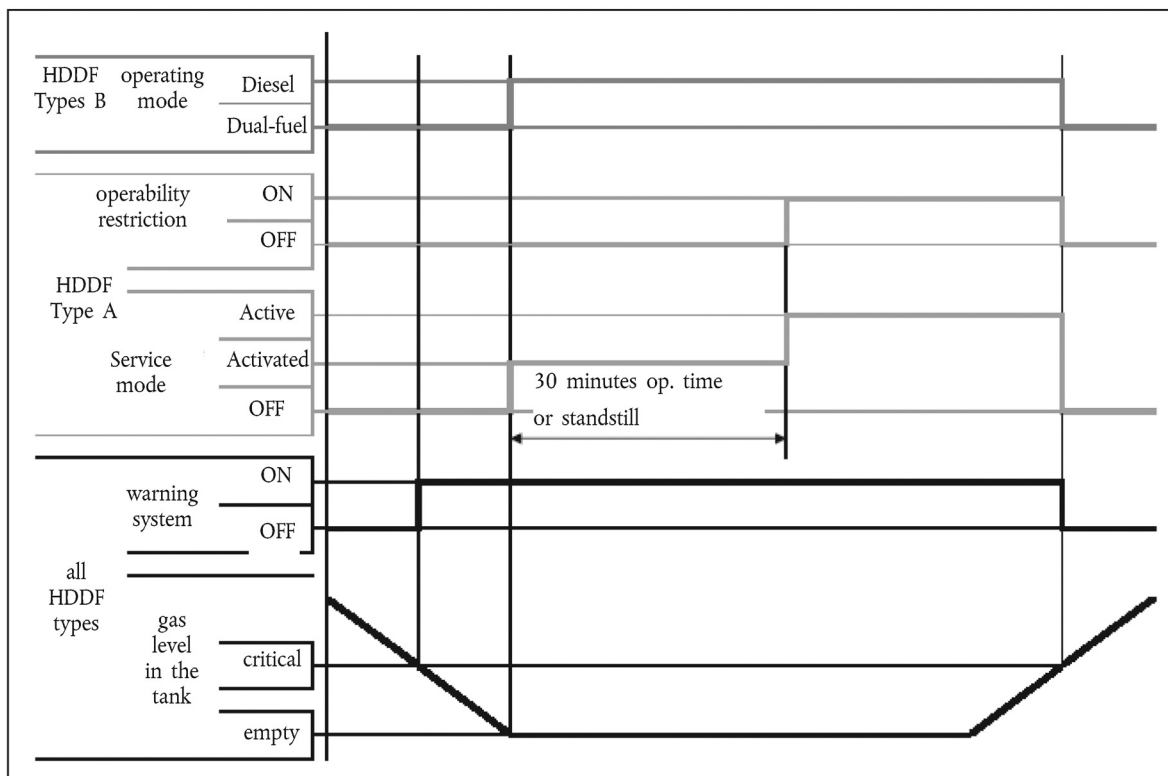 HDDF operating
Types B mode
Diesel
Dual-fuel
operability
restriction
ON
OFF
HDDF
Type A
Service
mode
Active
Activated
OFF
30 minutes op. time
or standstill
warning
system
ON
OFF
all
HDDF
types
gas
level
in the
tank
critical
empty